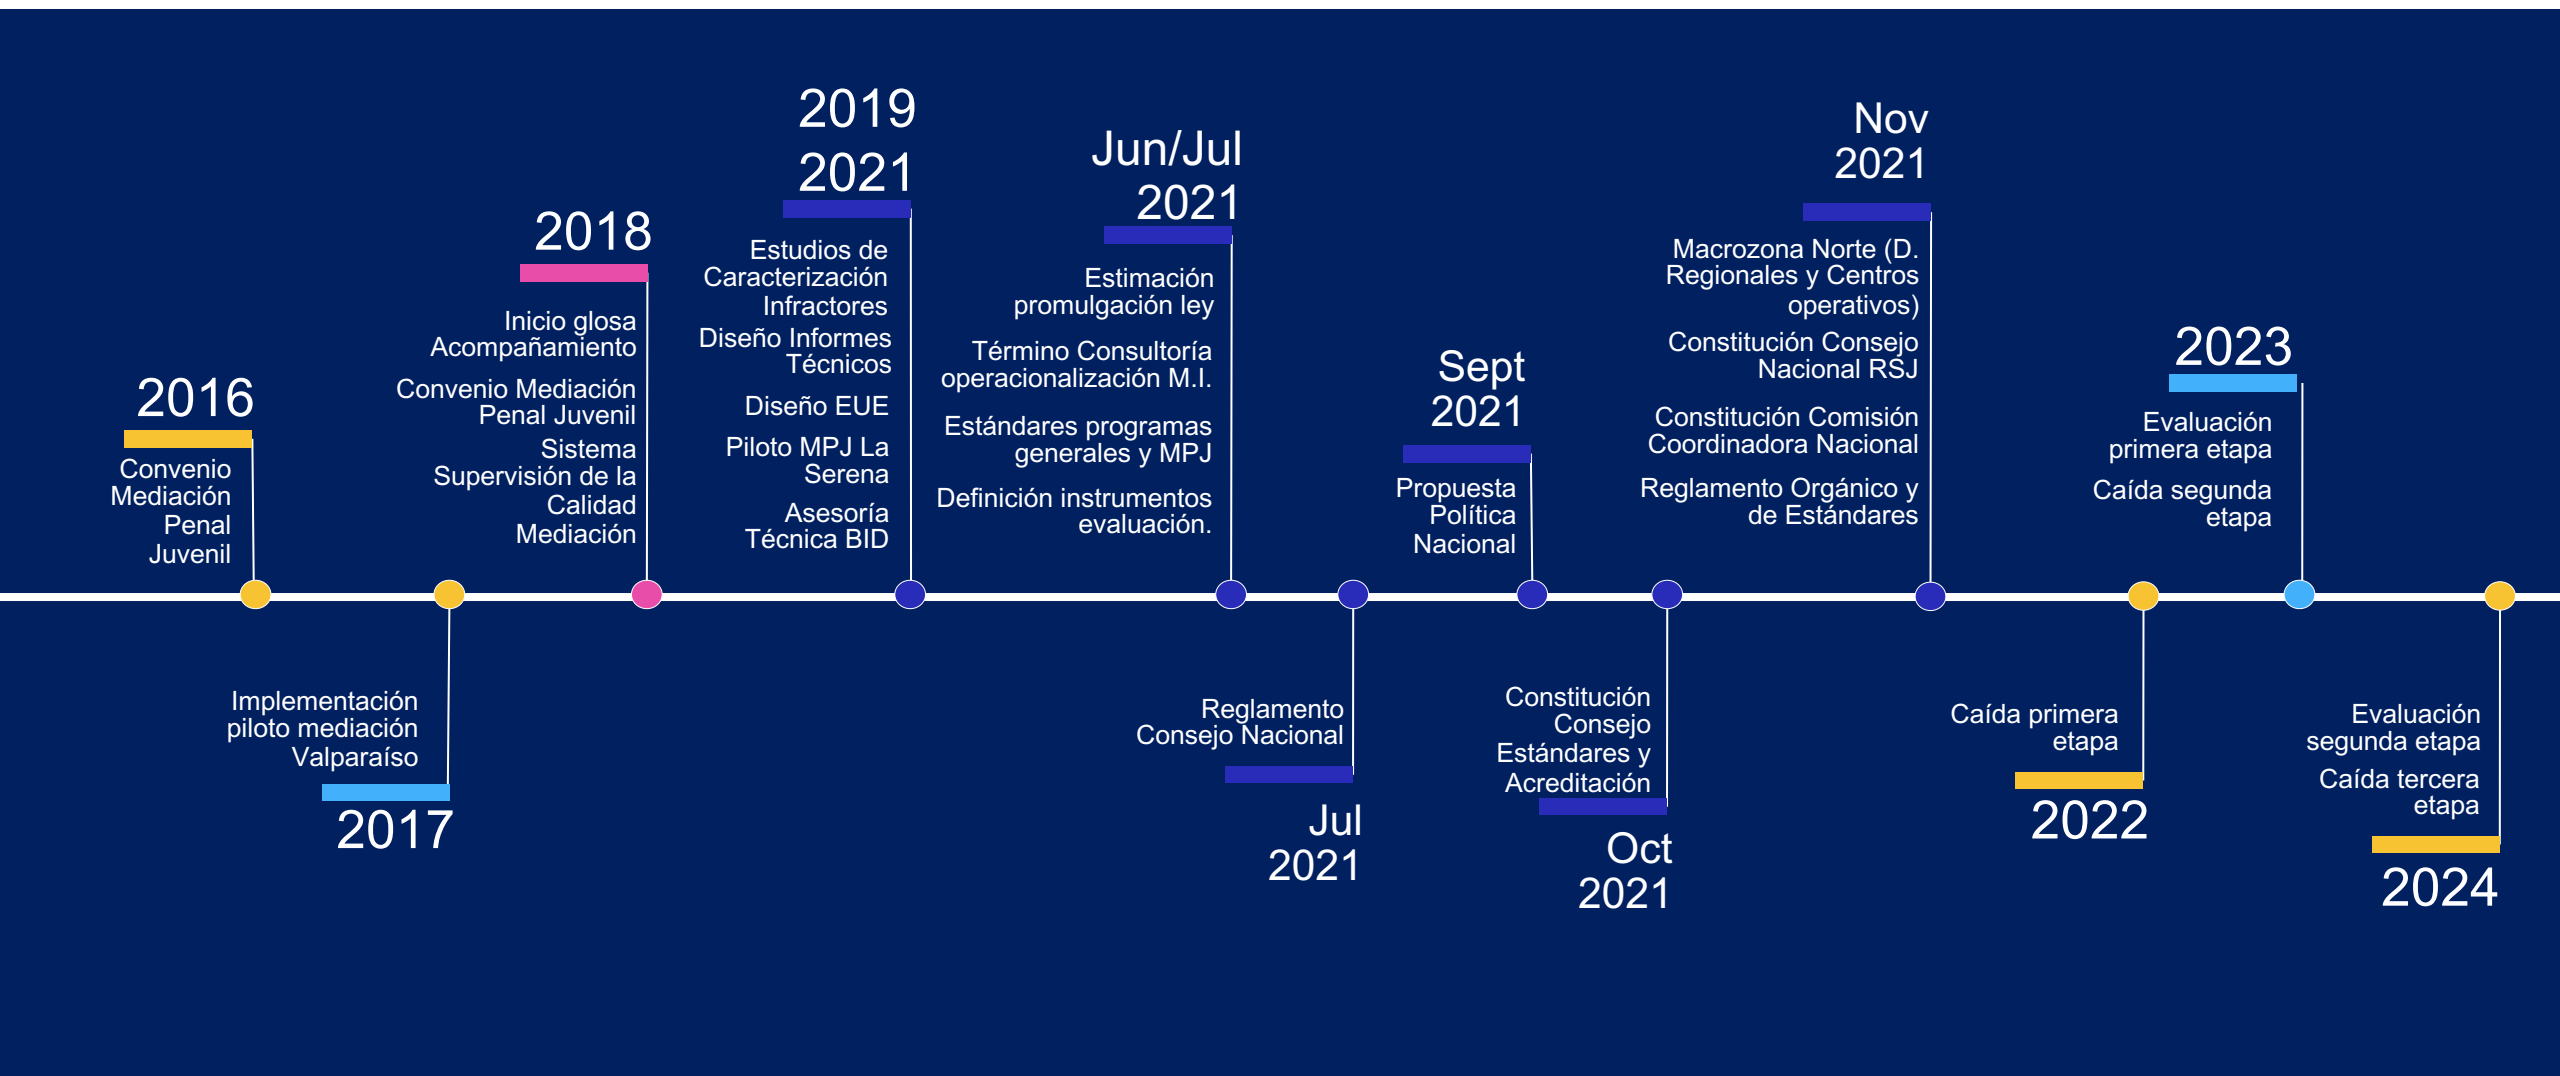 2016
Convenio
Mediación
Penal
Juvenil
Implementación
piloto mediación
Valparaíso
2017
2018
Inicio glosa
Acompañamiento
Convenio Mediación
Penal Juvenil
Sistema
Supervisión de la
Calidad
Mediación
2019
2021
Estudios de
Caracterización
Infractores
Diseño Informes
Técnicos
Diseño EUE
Piloto MPJ La
Serena
Asesoría
Técnica BID
Jun/Jul
2021
Estimación
promulgación ley
Término Consultoría
operacionalización M.I.
Estándares programas
generales y MPJ
Definición instrumentos
evaluación.
Reglamento
Consejo Nacional
Jul
2021
Sept
2021
Propuesta
Política
Nacional
Constitución
Consejo
Estándares y
Acreditación
Oct
2021
Nov
2021
Macrozona Norte (D.
Regionales y Centros
operativos)
Constitución Consejo
Nacional RSJ
Constitución Comisión
Coordinadora Nacional
Reglamento Orgánico y
de Estándares
Caída primera
etapa
2022
2023
Evaluación
primera etapa
Caída segunda
etapa
Evaluación
segunda etapa
Caída tercera
etapa
2024